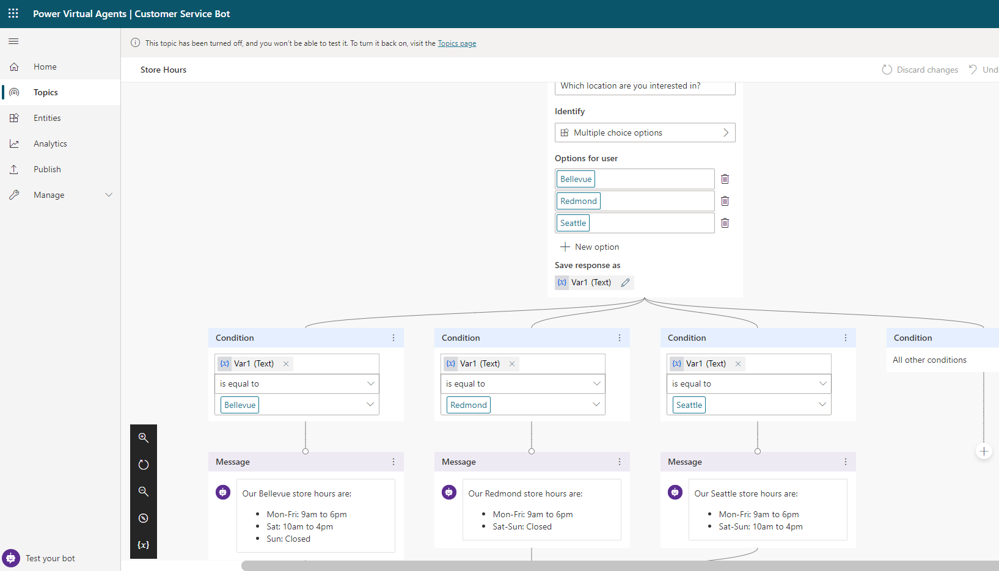 Power Virtual Agents | Customer Service Bot
This topic has been turned off, and you won't be able to test it. To turn it back on, visit the Topics page
Home
Topics
Entities
Analytics
Publish
Manage
Store Hours
Discard changes
Und
Which location are you interested in?
Identify
Multiple choice options
Options for user
Bellevue
Redmond
Seattle
New option
Save response as
{x} Var1 (Text)
Condition
{x} Var1 (Text)
is equal to
Bellevue
Condition
{x} Var1 (Text)
is equal to
Redmond
Condition
{x} Var1 (Text)
is equal to
Seattle
Condition
All other conditions
Message
Our Bellevue store hours are:
• Mon-Fri: 9am to 6pm
• Sat: 10am to 4pm
• Sun: Closed
Message
Our Redmond store hours are:
• Mon-Fri: 9am to 6pm
• Sat-Sun: Closed
Message
Our Seattle store hours are:
• Mon-Fri: 9am to 6pm
• Sat-Sun: 10am to 4pm
{x}
Test your bot